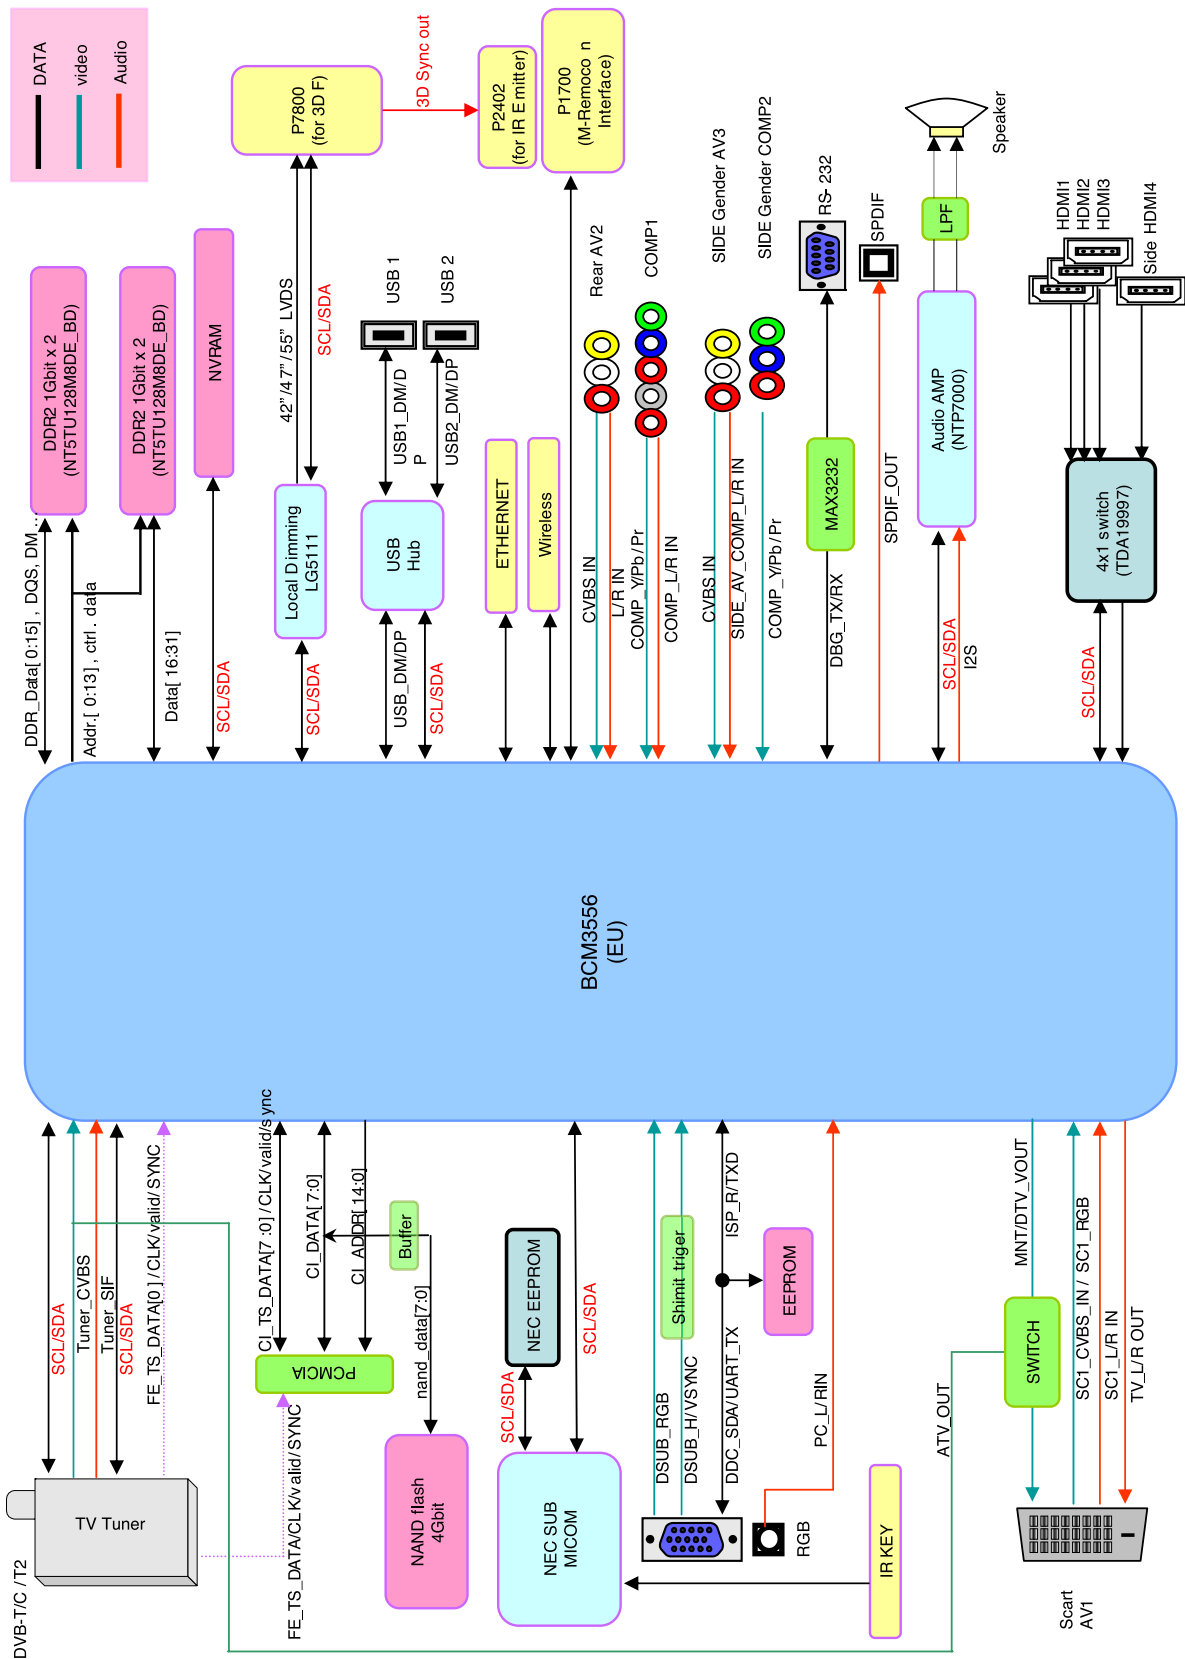 DATA
video
Audio
DDR2 1Gbit x 2
(NT5TU128M8DE_BD)
DDR2 1Gbit x 2
(NT5TU128M8DE_BD)
NVRAM
P7800
(for 3D F)
3D Sync out
P2402
(for IR E mitter)
P1700
(M-Remoco n
Interface)
42”/4 7”/ 55” LVDS
SCL/SDA
Local Dimming
LG5111
USB 1
USB 2
USB1_DM/D
P
USB2_DM/DP
USB
Hub
ETHERNET
Wireless
Rear AV2
COMP1
SIDE Gender AV3
SIDE Gender COMP2
RS- 232
SPDIF
Speaker
LPF
HDMI1
HDMI2
HDMI3
Side HDMI4
DDR_Data[ 0:15] , DQS, DM...
Addr.[ 0:13] , ctrl . data
Data[ 16:31]
SCL/SDA
SCL/SDA
USB_DM/DP
SCL/SDA
CVBS IN
L/R IN
COMP_Y/Pb / Pr
COMP_L/R IN
CVBS IN
SIDE_AV_COMP_L/R IN
COMP_Y/Pb / Pr
MAX3232
DBG_TX/RX
SPDIF_OUT
Audio AMP
(NTP7000)
SCL/SDA
I2S
4x1 switch
(TDA19997)
SCL/SDA
BCM3556
(EU)
SCL/SDA
Tuner_CVBS
Tuner_SIF
SCL/SDA
FE_TS_DATA[0 ] / CLK/valid/ SYNC
TV Tuner
DVB-T/C / T2
CI_TS_DATA[7 :0] / CLK/valid/s ync
CI_DATA[ 7:0]
CI_ADDR[ 14:0]
Buffer
PCMCIA
nand_data[7:0]
FE_TS_DATACLK/v alid/ SYNC
NAND flash
4Gbit
NEC EEPROM
SCL/SDA
SCL/SDA
NEC SUB
MICOM
Shimit triger
DSUB_RGB
DSUB_H/ VSYNC
ISP_R/TXD
DDC_SDA/UART_TX
EEPROM
PC_L/RIN
RGB
IR KEY
ATV_OUT
MNT/DTV_VOUT
SWITCH
SC1_CVBS_IN / SC1_RGB
SC1_L/R IN
TV_L/ R OUT
Scart
AV1